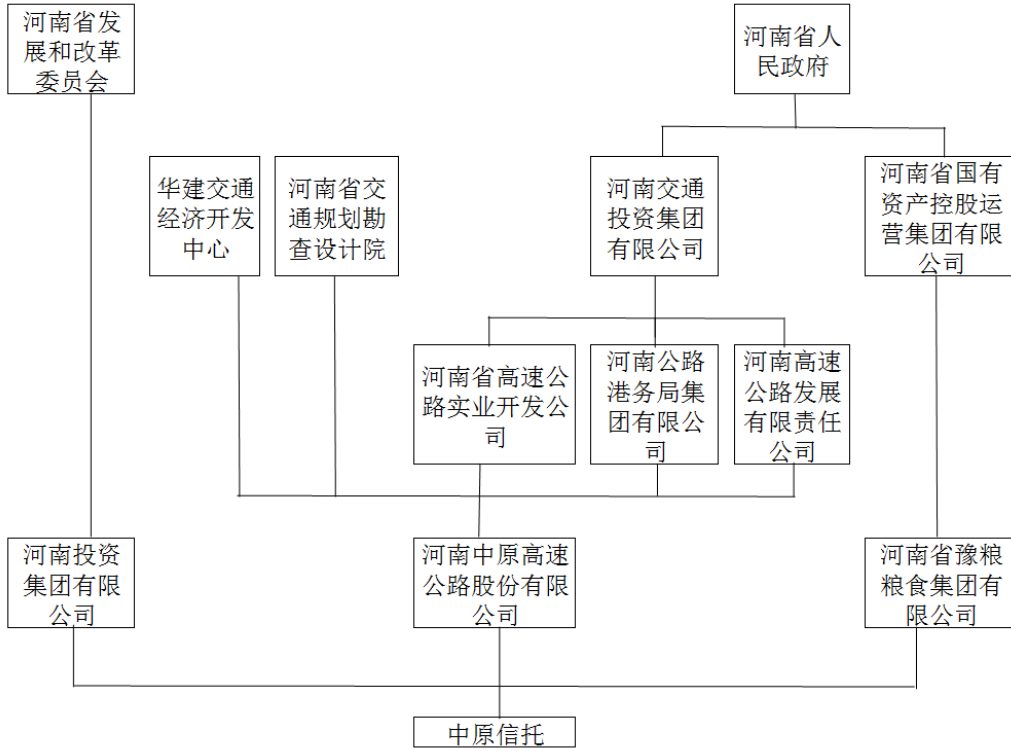 河南省发
展和改革
委员会
河南省人
民政府
华建交通
经济开发
中心
河南省交
通规划勘
查设计院
河南交通
投资集团
有限公司
河南省国有
资产控股运
营集团有限
公司
河南省高速公
路实业开发公
司
河南公路
港务局集
团有限公
司
河南高速
公路发展
有限责任
公司
河南投资
集团有限
公司
河南中原高速
公路股份有限
公司
河南省豫粮
粮食集团有
限公司
中原信托